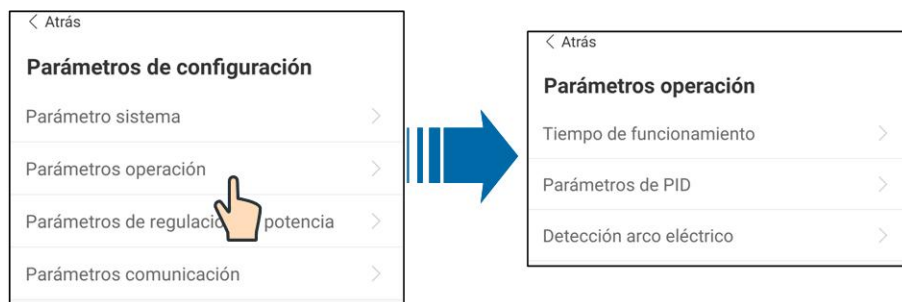 Atrás
Parámetros de configuración
Parámetro sistema
Parámetros operación
Parámetros de regulació potencia
Parámetros comunicación
Atrás
Parámetros operación
Tiempo de funcionamiento
Parámetros de PID
Detección arco eléctrico